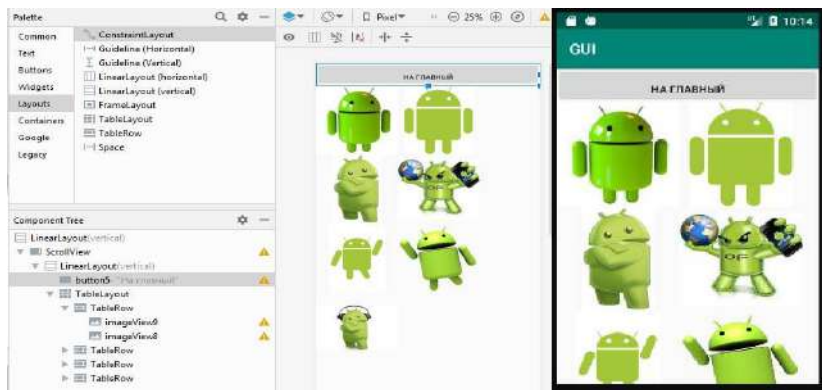 Palette
Common
Text
Buttons
Widgets
Layouts
Containers
Google
Legacy
ConstraintLayout
Guideline (Horizontal)
Guideline (Vertical)
LinearLayout (horizontal)
LinearLayout (vertical)
FrameLayout
TableLayout
TableRow
Space
Component Tree
LinearLayout(vertical)
ScrollView
LinearLayout(vertical)
button5- "На главный"
TableLayout
TableRow
imageView9
imageView8
TableRow
TableRow
TableRow
Pixel
25%
НА ГЛАВНЫЙ
10:14
GUI
НА ГЛАВНЫЙ